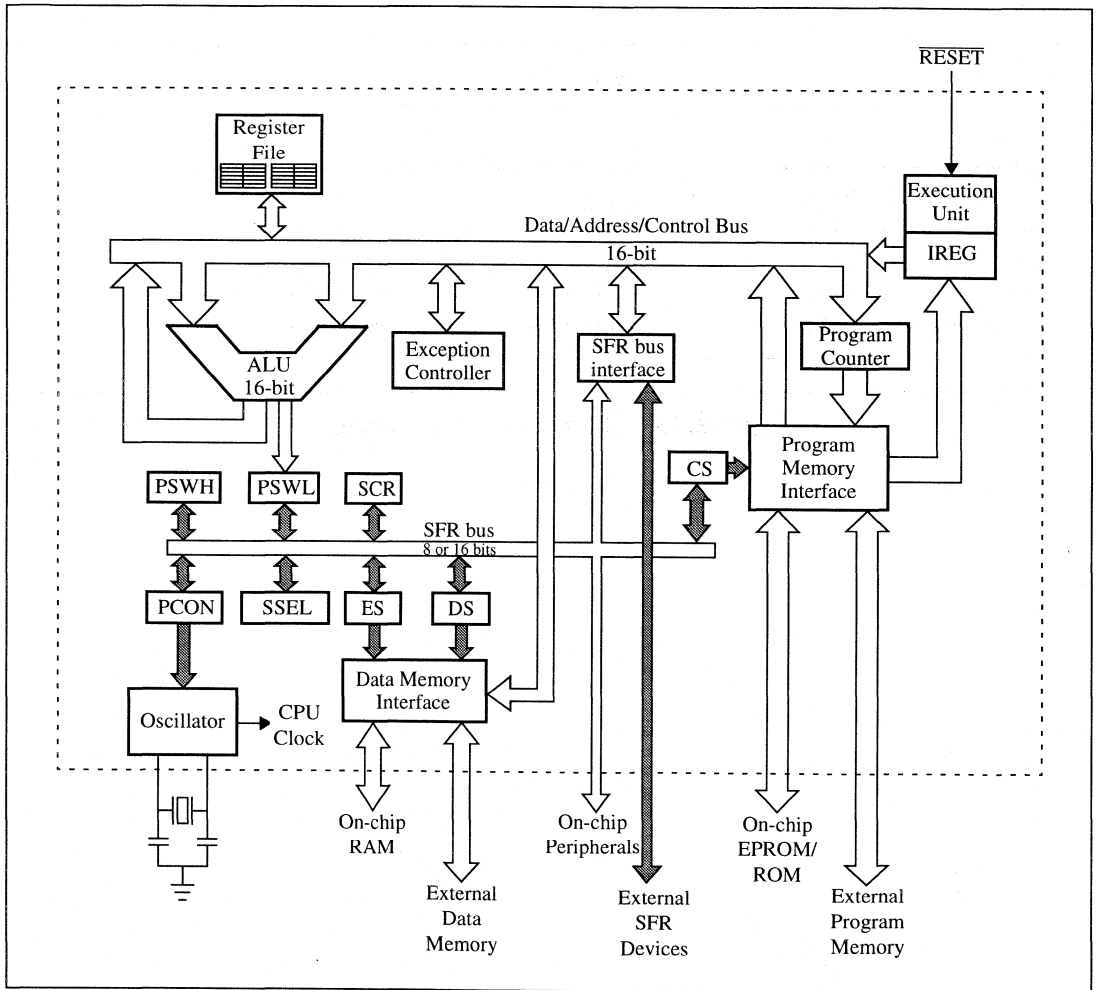 RESET
Register
File
Execution
Unit
IREG
Data/Address/Control Bus
16-bit
ALU
16-bit
Exception
Controller
SFR bus
interface
Program
Counter
Program
Memory
Interface
CS
PSWH
PSWL
SCR
SFR bus
8 or 16 bits
PCON
SSEL
ES
DS
Data Memory
Interface
Oscillator
CPU
Clock
On-chip
RAM
On-chip
Peripherals
On-chip
EPROM/
ROM
External
Data
Memory
External
SFR
Devices
External
Program
Memory